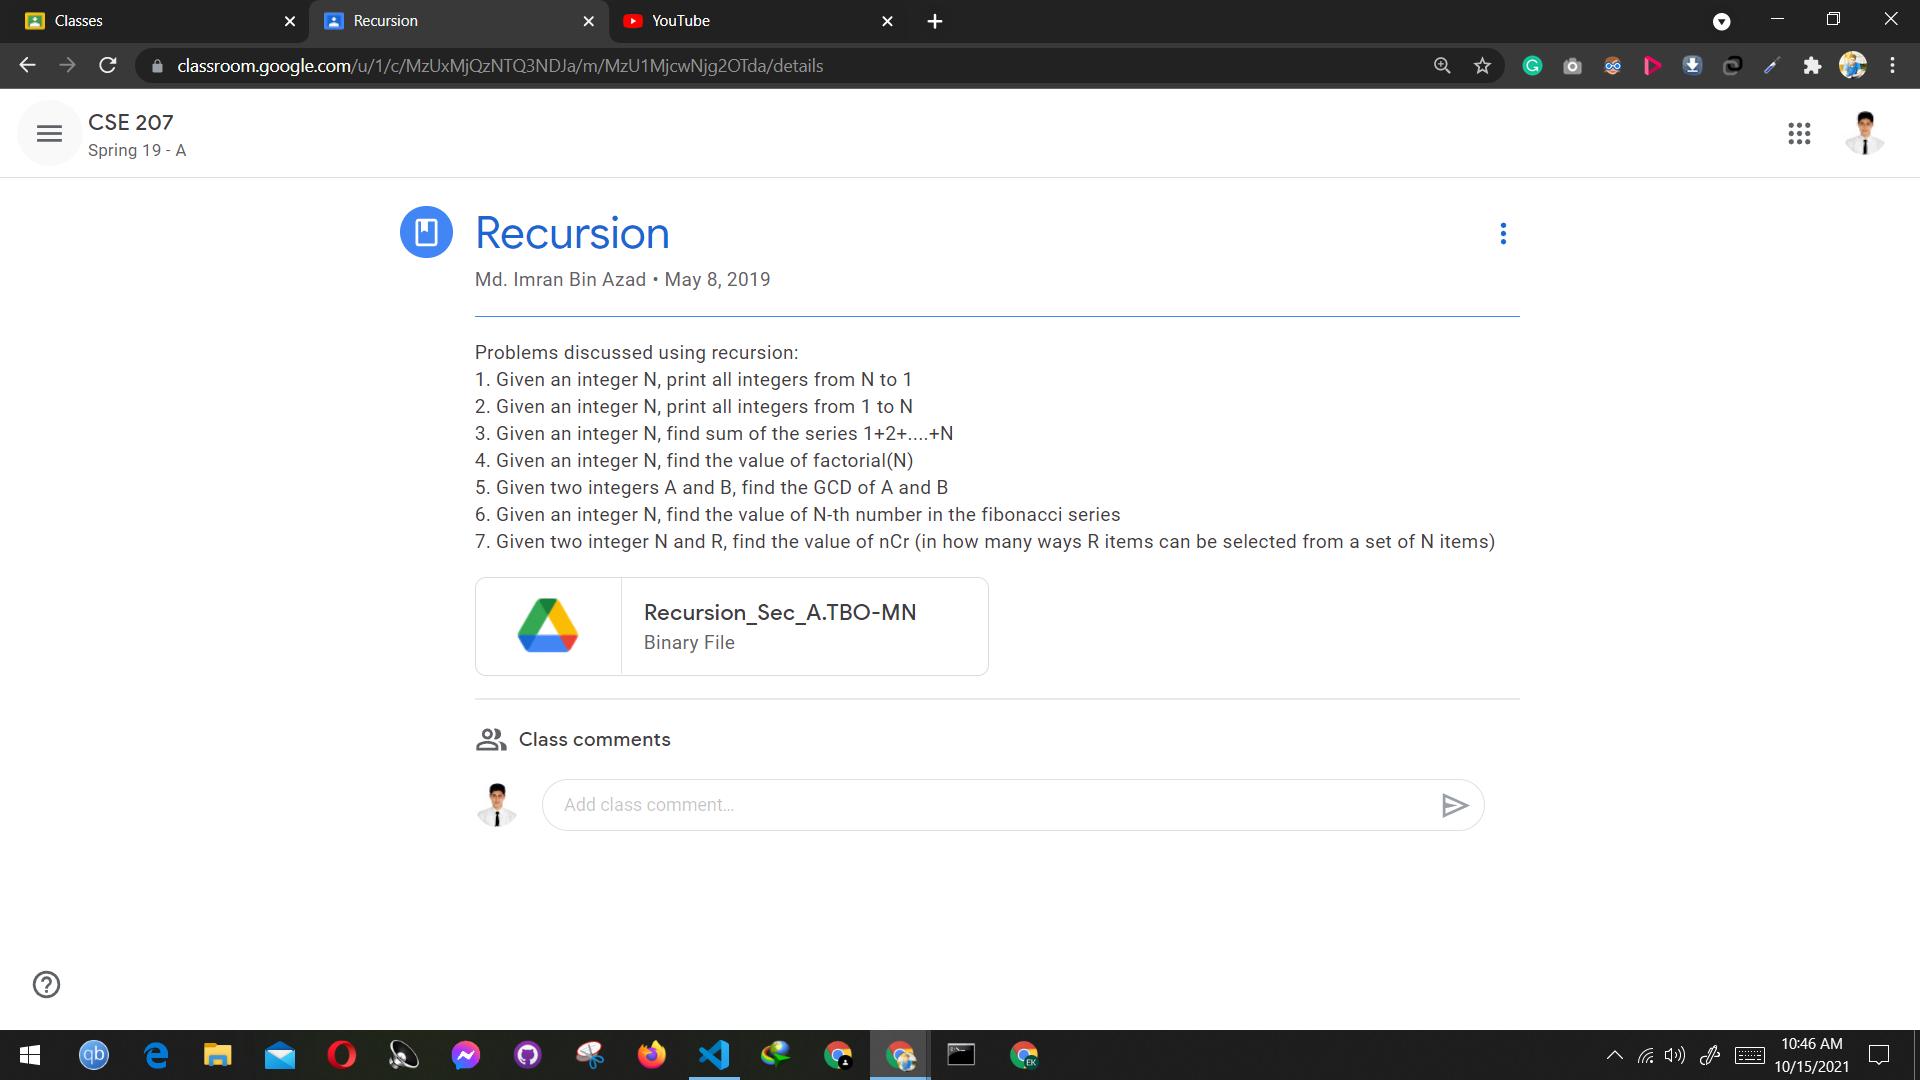 Classes
Recursion
YouTube
classroom.google.com/u/1/c/MzUxMjQzNTQ3NDJa/m/MzU1MjcwNjg2OTda/details
CSE 207
Spring 19 - A
Recursion
Md. Imran Bin Azad • May 8, 2019
Problems discussed using recursion:
1. Given an integer N, print all integers from N to 1
2. Given an integer N, print all integers from 1 to N
3. Given an integer N, find sum of the series 1+2+....+N
4. Given an integer N, find the value of factorial(N)
5. Given two integers A and B, find the GCD of A and B
6. Given an integer N, find the value of N-th number in the fibonacci series
7. Given two integer N and R, find the value of nCr (in how many ways R items can be selected from a set of N items)
Recursion_Sec_A.TBO-MN
Binary File
Class comments
Add class comment...
qb
EK
10:46 AM
10/15/2021